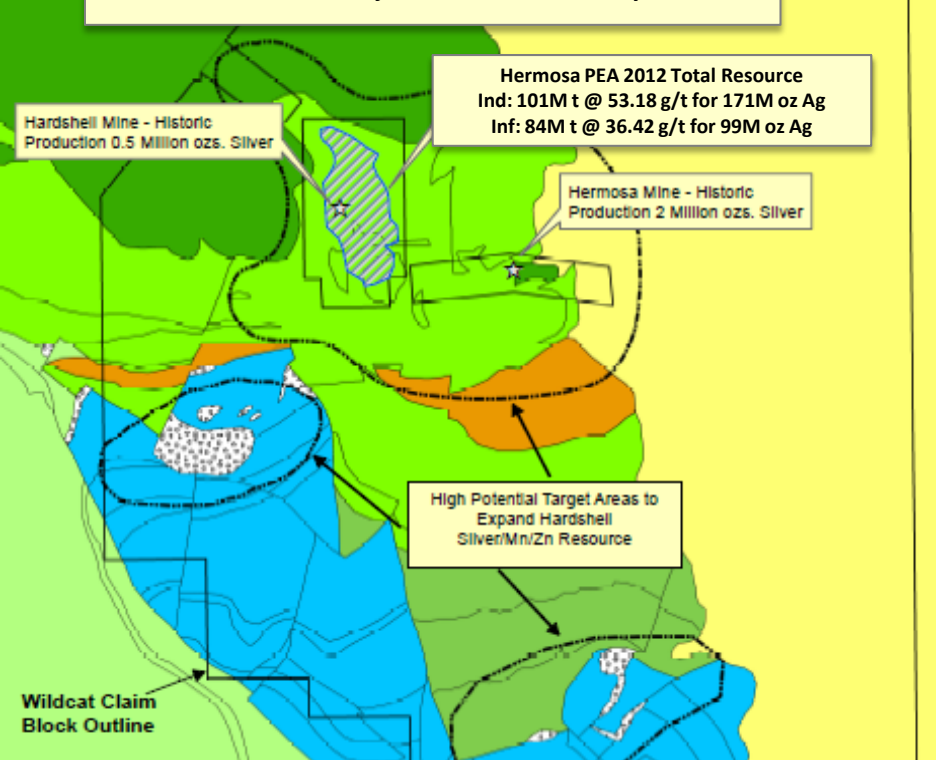 Hermosa PEA 2012 Total Resource
Ind: 101M t @ 53.18 g/t for 171M oz Ag
Inf: 84M t @ 36.42 g/t for 99M oz Ag
Hardshell Mine - Historic
Production 0.5 Million ozs. Silver
Hermosa Mine - Historic
Production 2 Million ozs. Silver
High Potential Target Areas to
Expand Hardshell
Silver/Mn/Zn Resource
Wildcat Claim
Block Outline